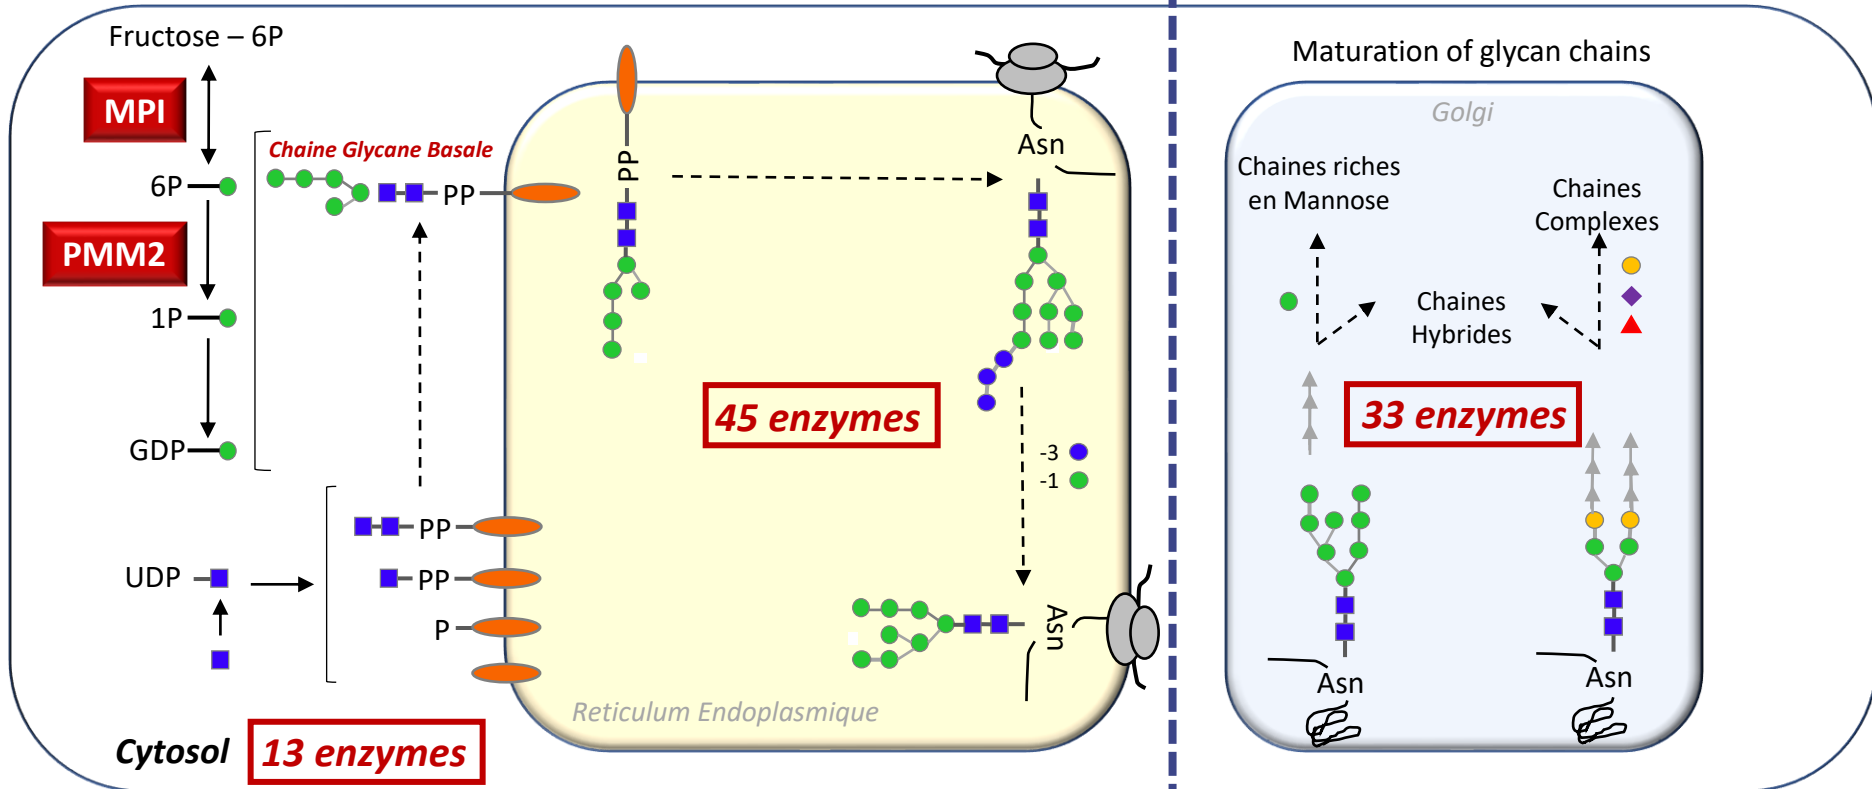 Fructose – 6P
MPI
6P
PMM2
1P
GDP
Chaine Glycane Basale
PP
PP
PP
P
UDP
Cytosol
13 enzymes
PP
Asn
45 enzymes
-3
-1
Asn
Reticulum Endoplasmique
Maturation of glycan chains
Golgi
Chaines riches
en Mannose
Chaines
Complexes
Chaines
Hybrides
33 enzymes
Asn
Asn